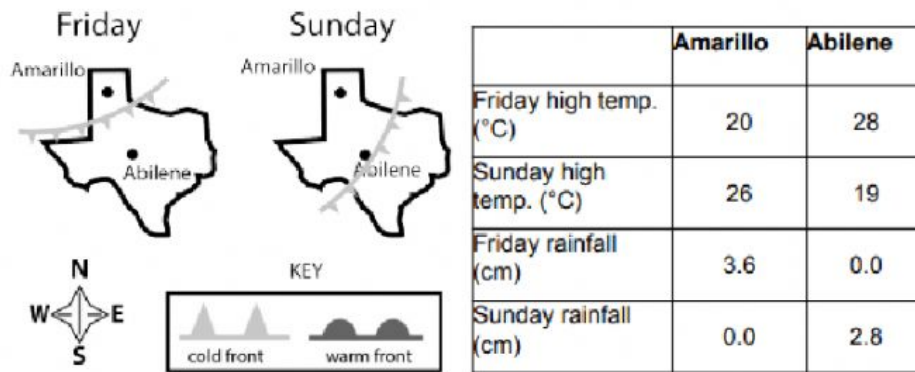 Friday
Sunday
Amarillo
Amarillo
Abilene
Abilene
N
W E
S
KEY
cold front warm front
Amarillo Abilene
Friday high temp.
(°C) 20 28
Sunday high
temp. (°C) 26 19
Friday rainfall
(cm) 3.6 0.0
Sunday rainfall
(cm) 0.0 2.8